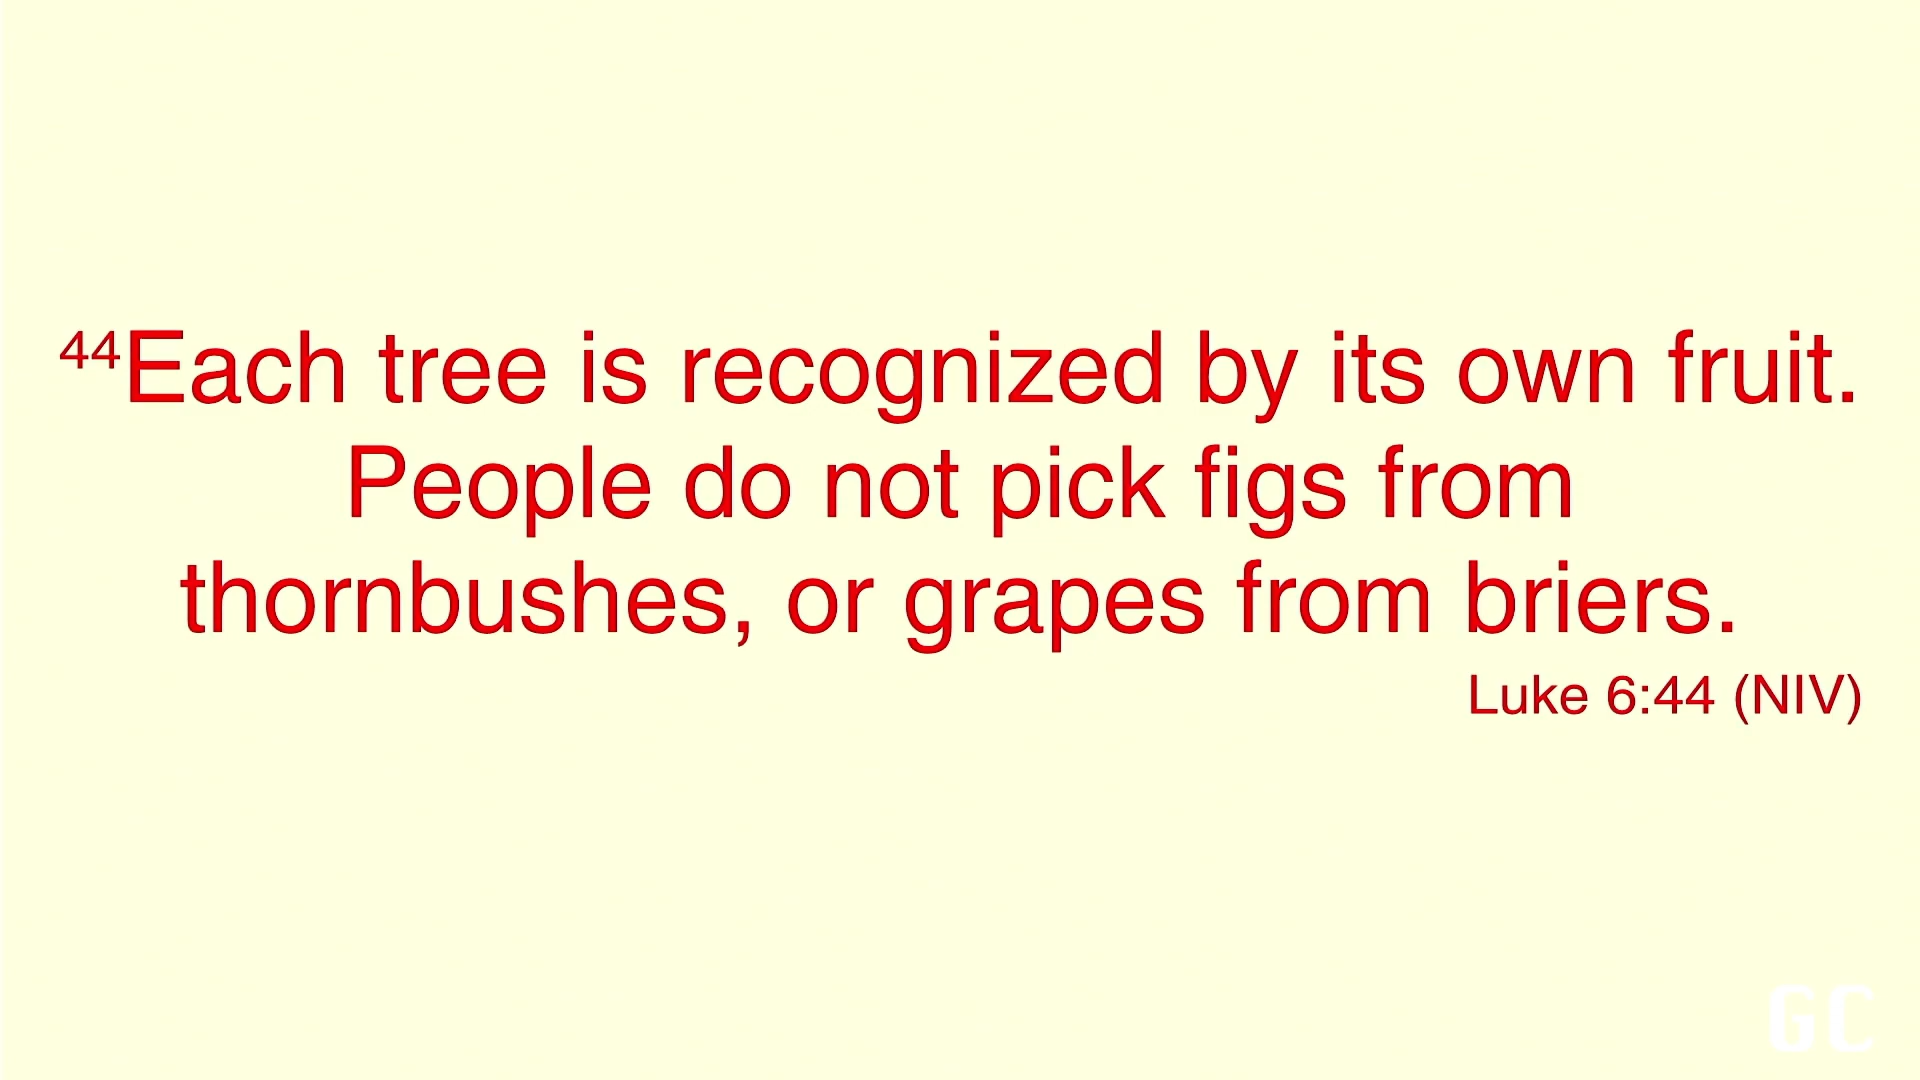 44Each tree is recognized by its own fruit.
People do not pick figs from
thornbushes, or grapes from briers.
Luke 6:44 (NIV)
GC